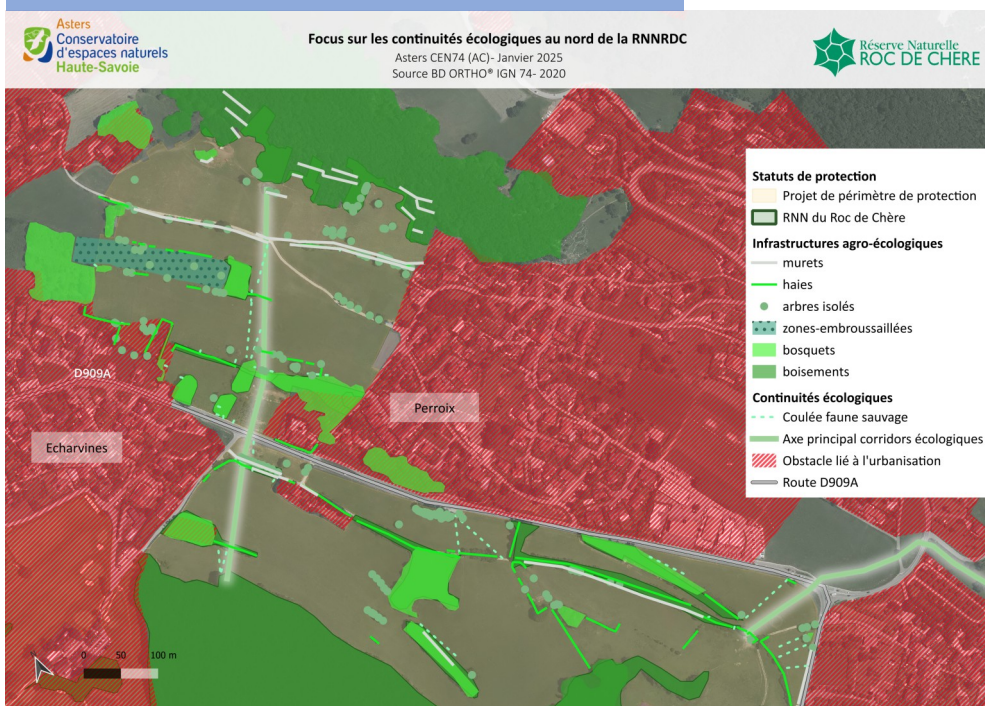 Asters
Conservatoire
d'espaces naturels
Haute-Savoie
Focus sur les continuités écologiques au nord de la RNNRDC
Asters CEN74 (AC)- Janvier 2025
Source BD ORTHO® IGN 74- 2020
Réserve Naturelle
ROC DE CHÈRE
Statuts de protection
Projet de périmètre de protection
RNN du Roc de Chère
Infrastructures agro-écologiques
murets
haies
arbres isolés
zones-embroussaillées
bosquets
boisements
Continuités écologiques
Coulée faune sauvage
Axe principal corridors écologiques
Obstacle lié à l'urbanisation
Route D909A
D909A
Perroix
Echarvines
0 50 100 m